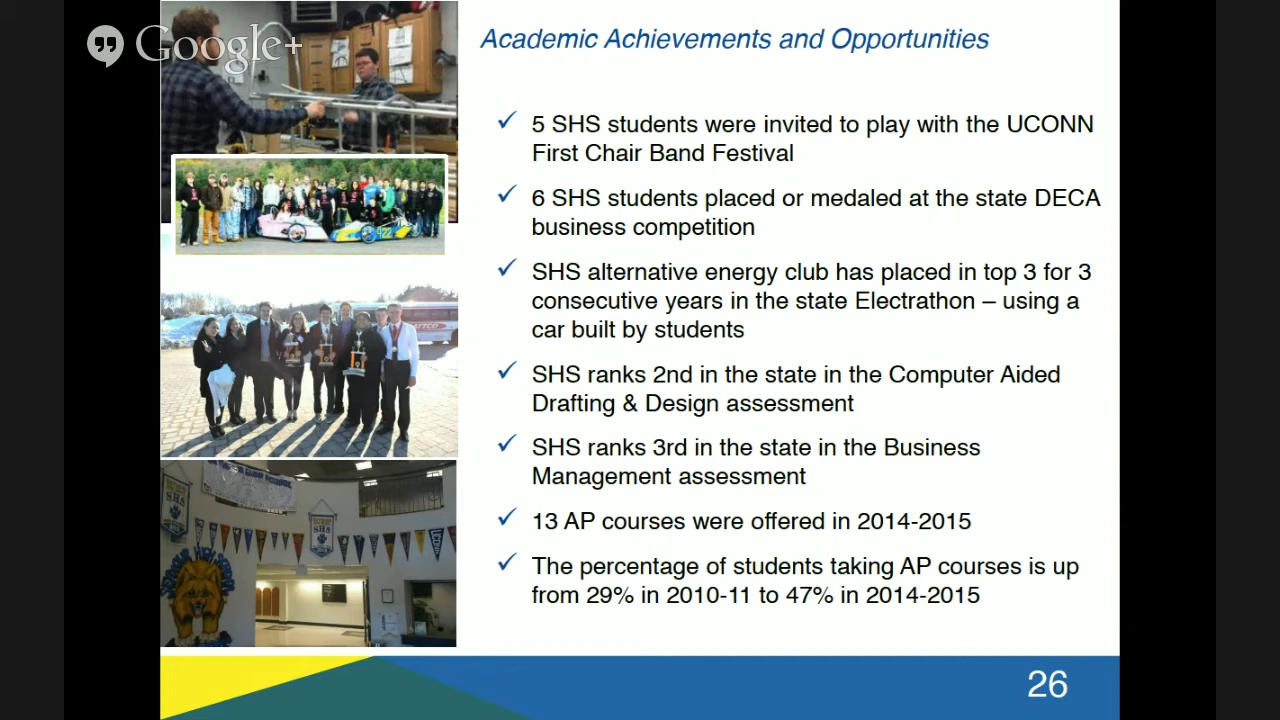 Google+
Academic Achievements and Opportunities
✓ 5 SHS students were invited to play with the UCONN
First Chair Band Festival
✓ 6 SHS students placed or medaled at the state DECA
business competition
✓ SHS alternative energy club has placed in top 3 for 3
consecutive years in the state Electrathon – using a
car built by students
✓ SHS ranks 2nd in the state in the Computer Aided
Drafting & Design assessment
✓ SHS ranks 3rd in the state in the Business
Management assessment
✓ 13 AP courses were offered in 2014-2015
✓ The percentage of students taking AP courses is up
from 29% in 2010-11 to 47% in 2014-2015
422
SHS
SHS
UCONN
26